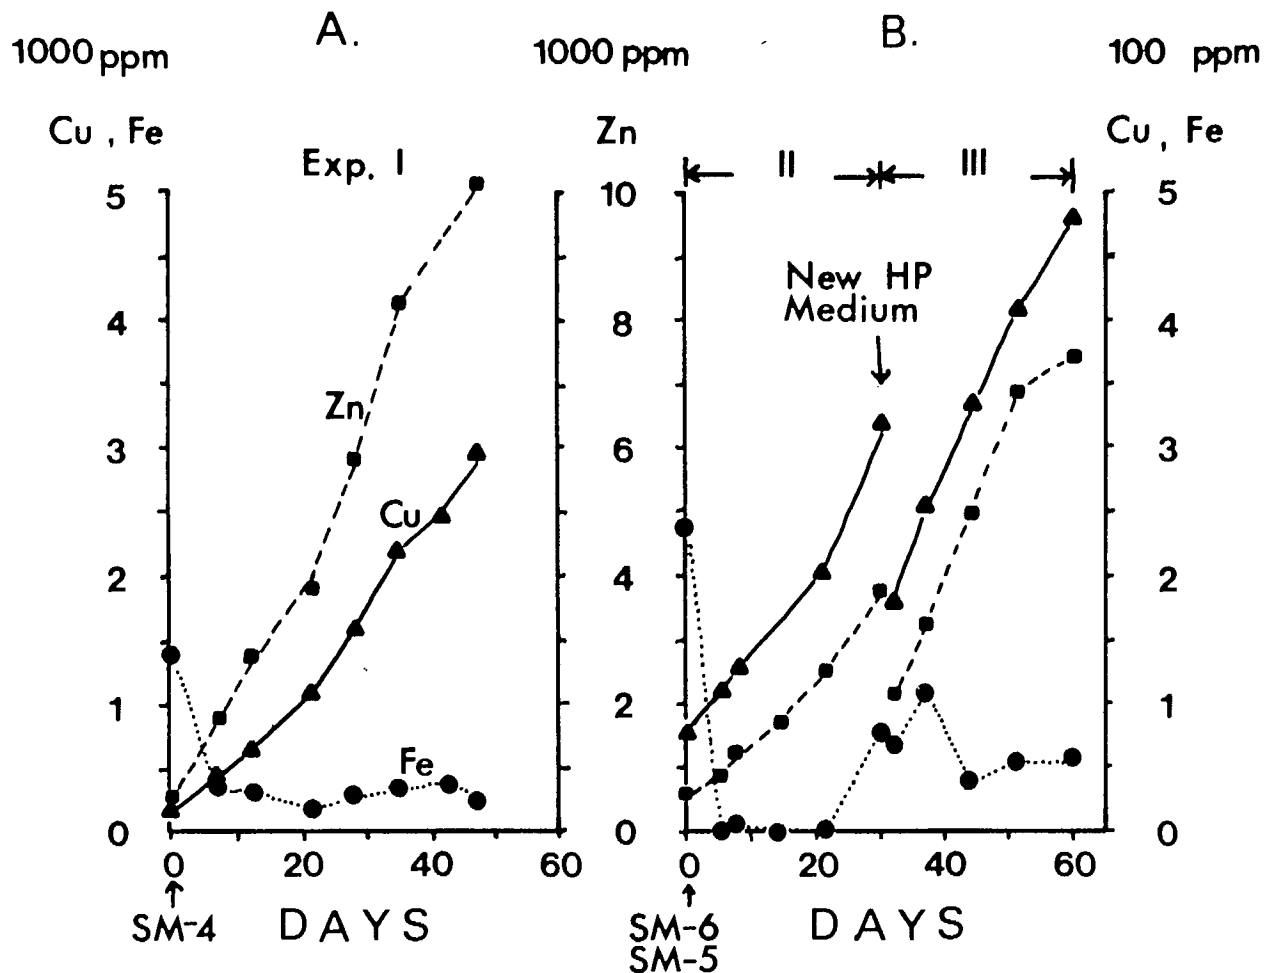 A.
B.
1000 ppm
1000 ppm
100 ppm
Cu , Fe
Zn
Cu , Fe
Exp. I
II
III
5
10
5
New HP
Medium
4
8
4
Zn
3
6
3
Cu
2
4
2
1
2
1
Fe
0
0
0
0 20 40 60
0 20 40 60
SM-4
DAYS
SM-6
SM-5
DAYS